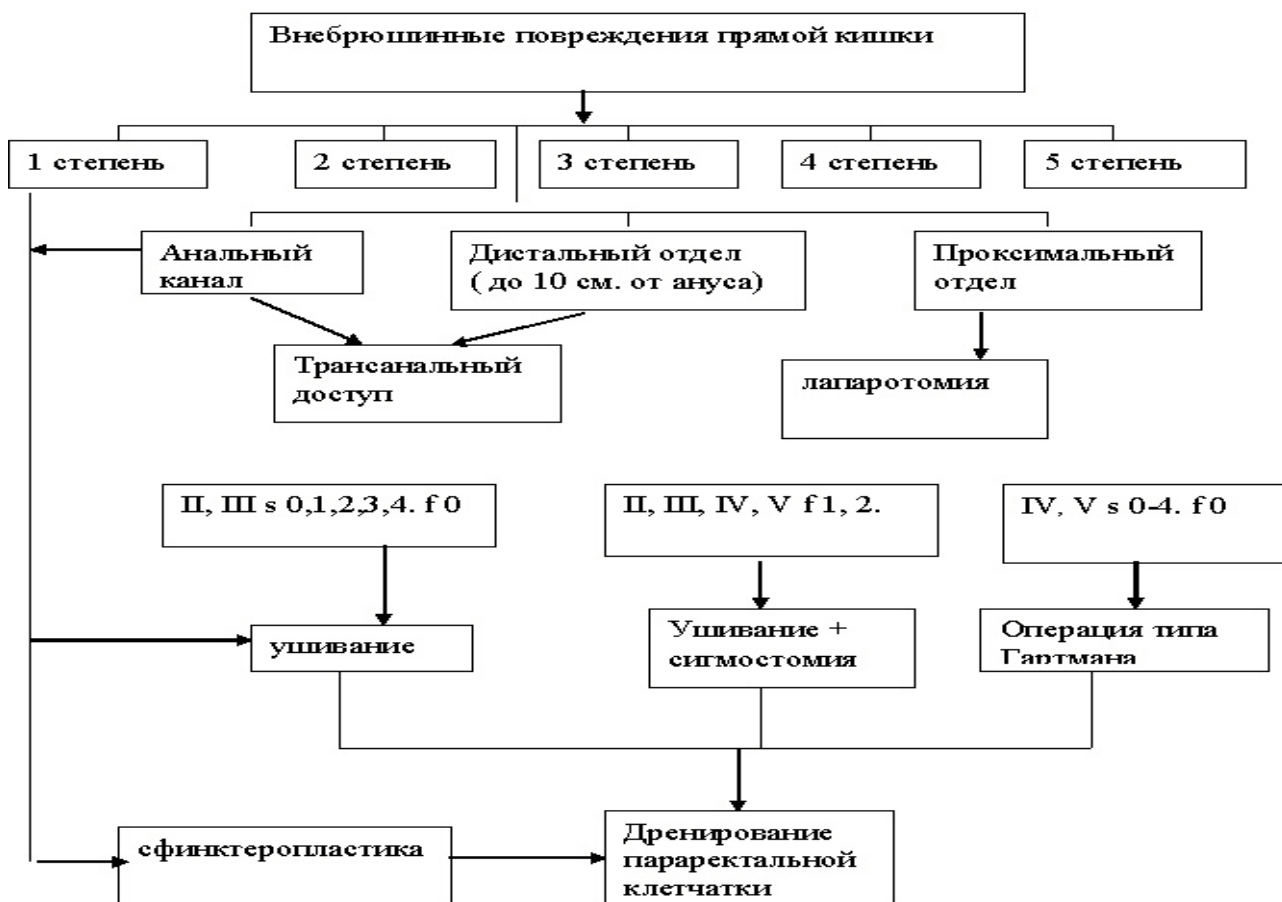 Внебрюшинные повреждения прямой кишки
1 степень
2 степень
3 степень
4 степень
5 степень
Анальный
канал
Дистальный отдел
( до 10 см. от ануса)
Проксимальный
отдел
Трансанальный
доступ
лапаротомия
II, III s 0,1,2,3,4. f 0
II, III, IV, V f 1, 2.
IV, V s 0-4. f 0
ушивание
Ушивание +
сигмостомия
Операция типа
Гартмана
сфинктеропластика
Дренирование
параректальной
клетчатки